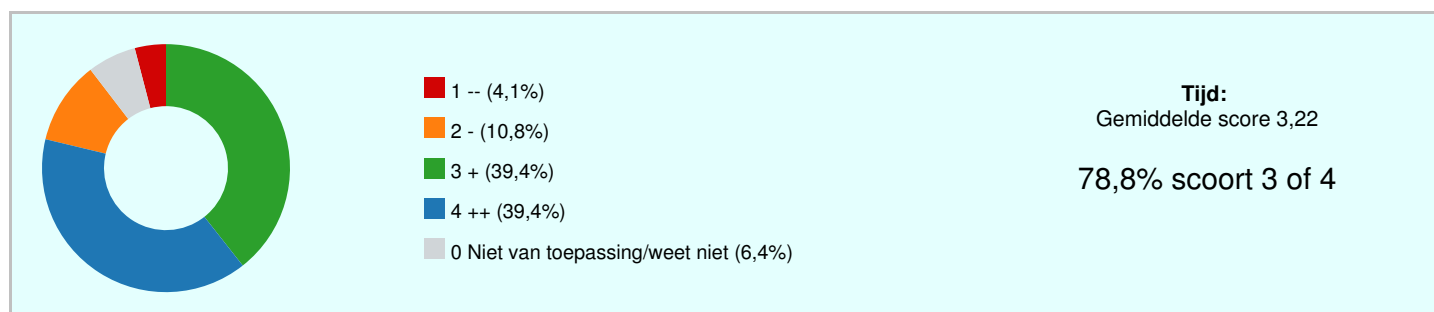 1 -- (4,1%)
2 - (10,8%)
3 + (39,4%)
4 ++ (39,4%)
0 Niet van toepassing/weet niet (6,4%)
Tijd:
Gemiddelde score 3,22
78,8% scoort 3 of 4